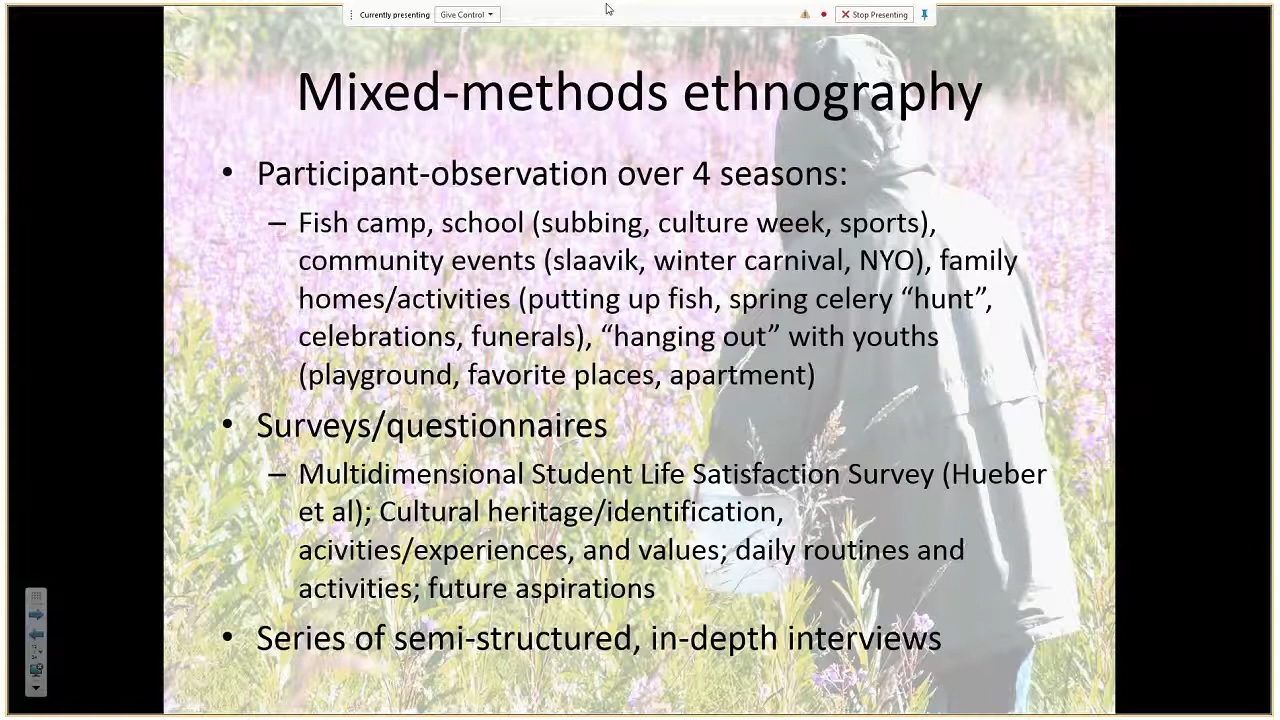 Currently presenting Give Control Stop Presenting
Mixed-methods ethnography
• Participant-observation over 4 seasons:
– Fish camp, school (subbing, culture week, sports),
community events (slaavik, winter carnival, NYO), family
homes/activities (putting up fish, spring celery “hunt”,
celebrations, funerals), “hanging out” with youths
(playground, favorite places, apartment)
• Surveys/questionnaires
– Multidimensional Student Life Satisfaction Survey (Hueber
et al); Cultural heritage/identification,
acivities/experiences, and values; daily routines and
activities; future aspirations
• Series of semi-structured, in-depth interviews